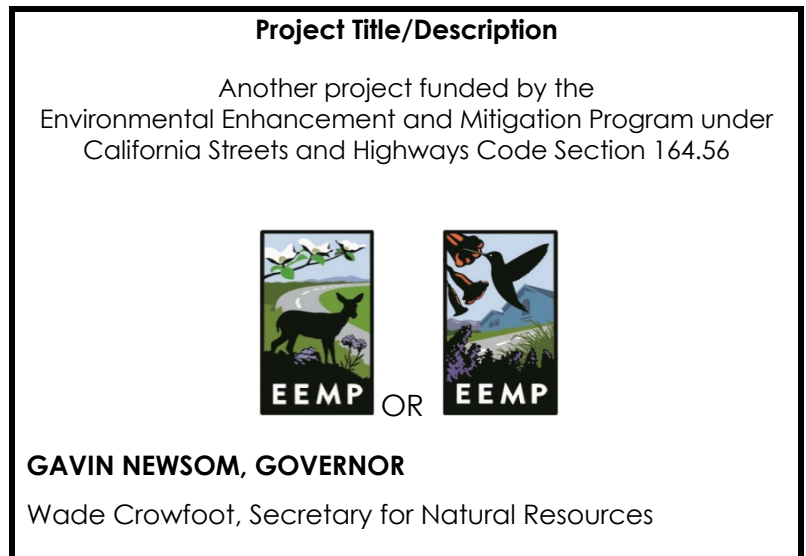 Project Title/Description
Another project funded by the
Environmental Enhancement and Mitigation Program under
California Streets and Highways Code Section 164.56
EEMP OR EEMP
GAVIN NEWSOM, GOVERNOR
Wade Crowfoot, Secretary for Natural Resources